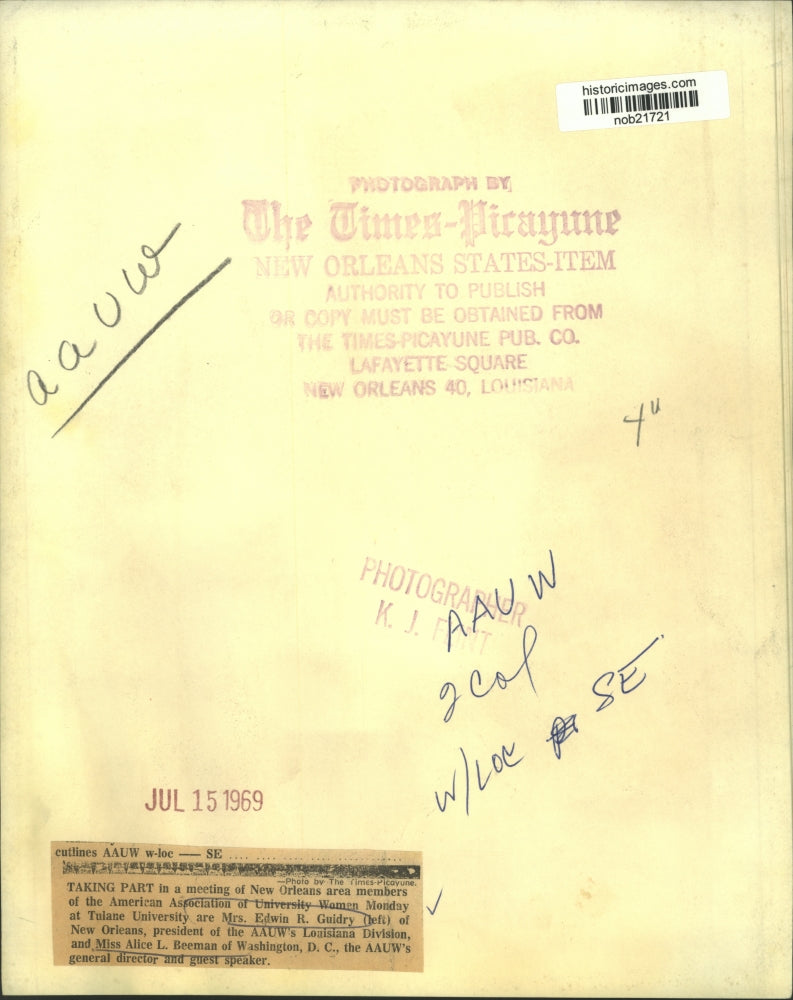 historicimages.com
nob21721
PHOTOGRAPH BY
The Times-Picayune
NEW ORLEANS STATES-ITEM
AUTHORITY TO PUBLISH
OR COPY MUST BE OBTAINED FROM
THE TIMES-PICAYUNE PUB. CO.
LAFAYETTE SQUARE
NEW ORLEANS 40, LOUISIANA
aauw
4"
PHOTOGRAPHER
K. J.
AAUW
2 Col
w/loc SE
JUL 15 1969
cutlines AAUW w-loc — SE ....
—Photo by The Times-Picayune.
TAKING PART in a meeting of New Orleans area members
of the American Association of University Women Monday
at Tulane University are Mrs. Edwin R. Guidry (left) of
New Orleans, president of the AAUW's Louisiana Division,
and Miss Alice L. Beeman of Washington, D. C., the AAUW's
general director and guest speaker.